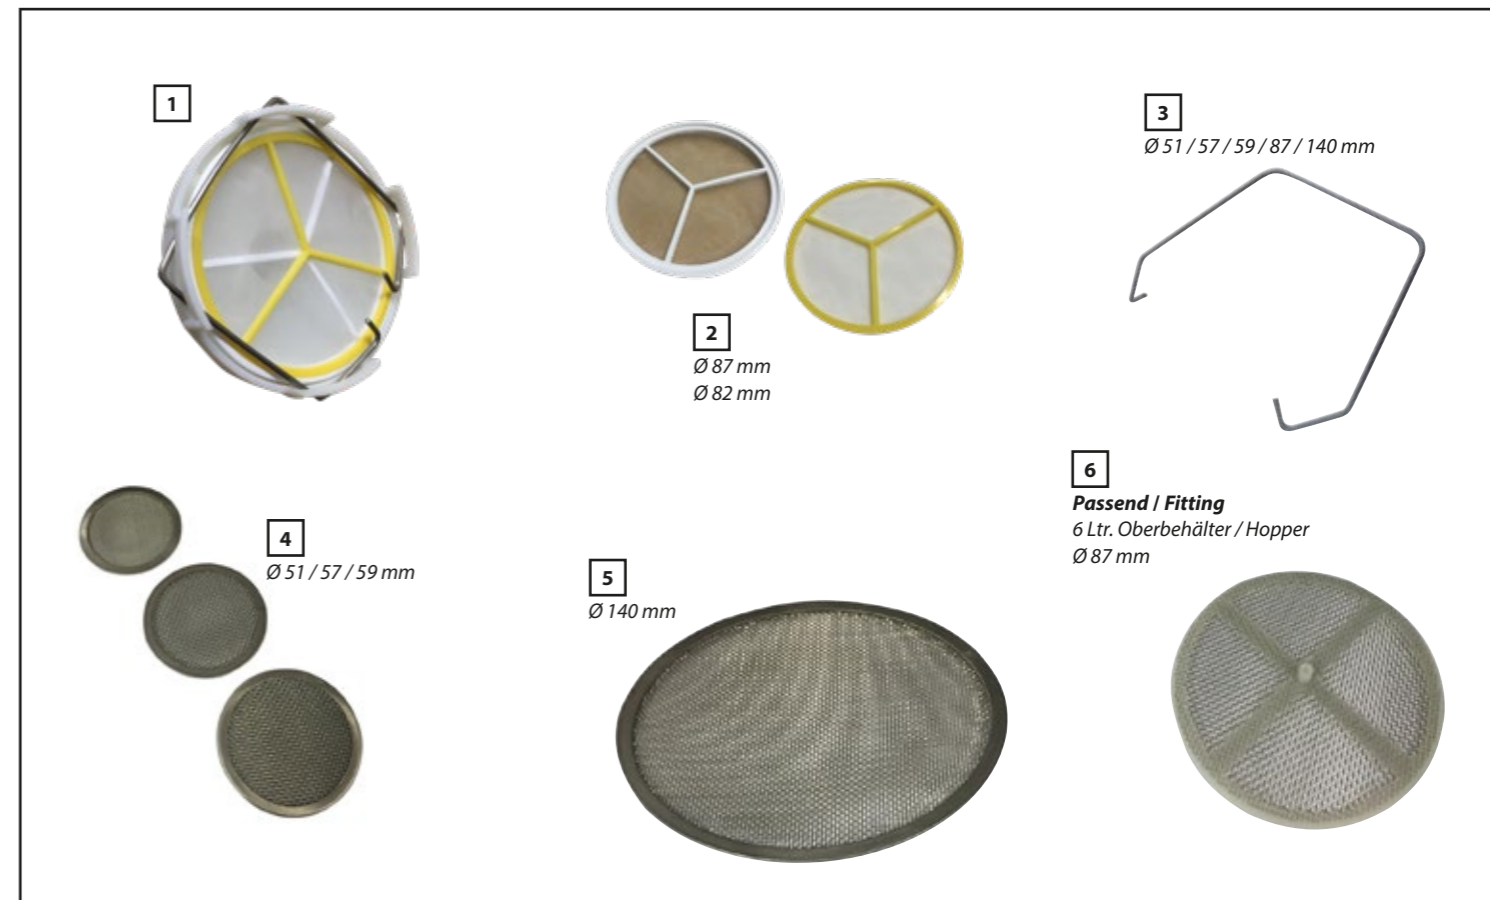 1
2
Ø 87 mm
Ø 82 mm
3
Ø 51 / 57 / 59 / 87 / 140 mm
4
Ø 51 / 57 / 59 mm
5
Ø 140 mm
6
Passend / Fitting
6 Ltr. Oberbehälter / Hopper
Ø 87 mm